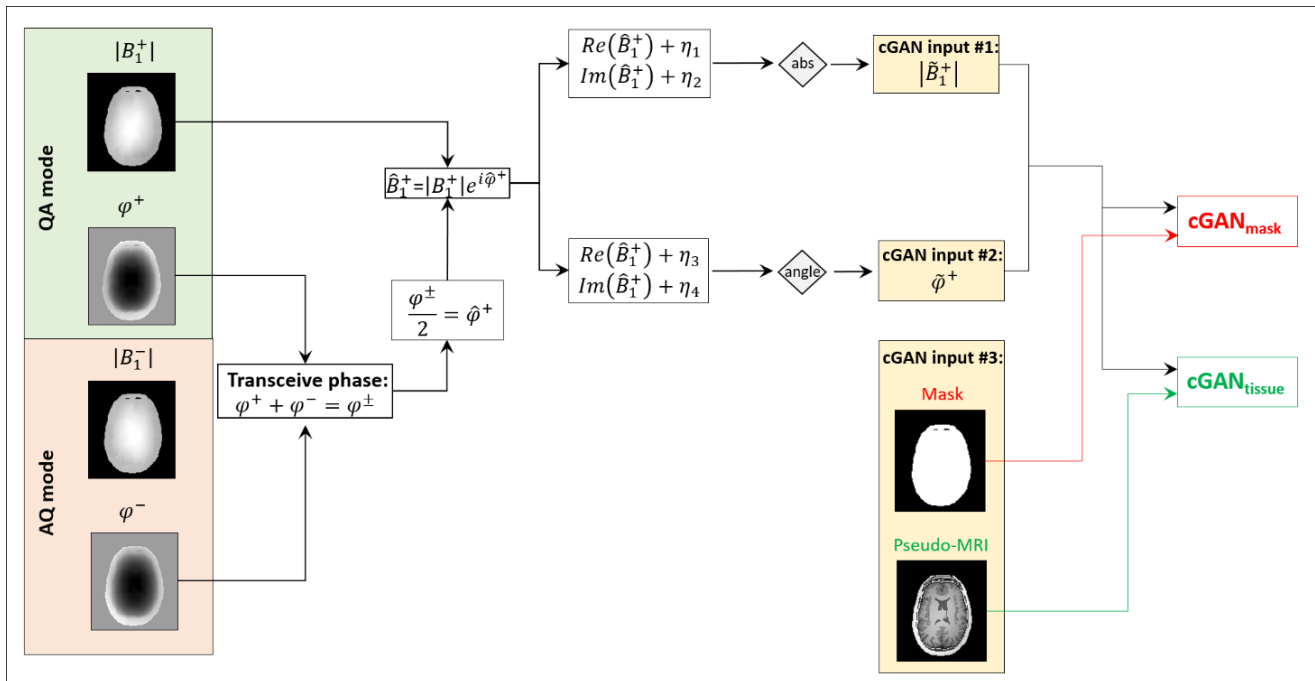 QA mode
|B₁⁺|
φ⁺
AQ mode
|B₁⁻|
φ⁻
Transceive phase:
φ⁺ + φ⁻ = φ^±
φ^±/2 = φ̂⁺
B̂₁⁺=|B₁⁺|e^{iφ̂⁺}
Re(B̂₁⁺) + η₁
Im(B̂₁⁺) + η₂
abs
cGAN input #1:
|B̃₁⁺|
Re(B̂₁⁺) + η₃
Im(B̂₁⁺) + η₄
angle
cGAN input #2:
φ̃⁺
cGAN input #3:
Mask
Pseudo-MRI
cGAN_mask
cGAN_tissue